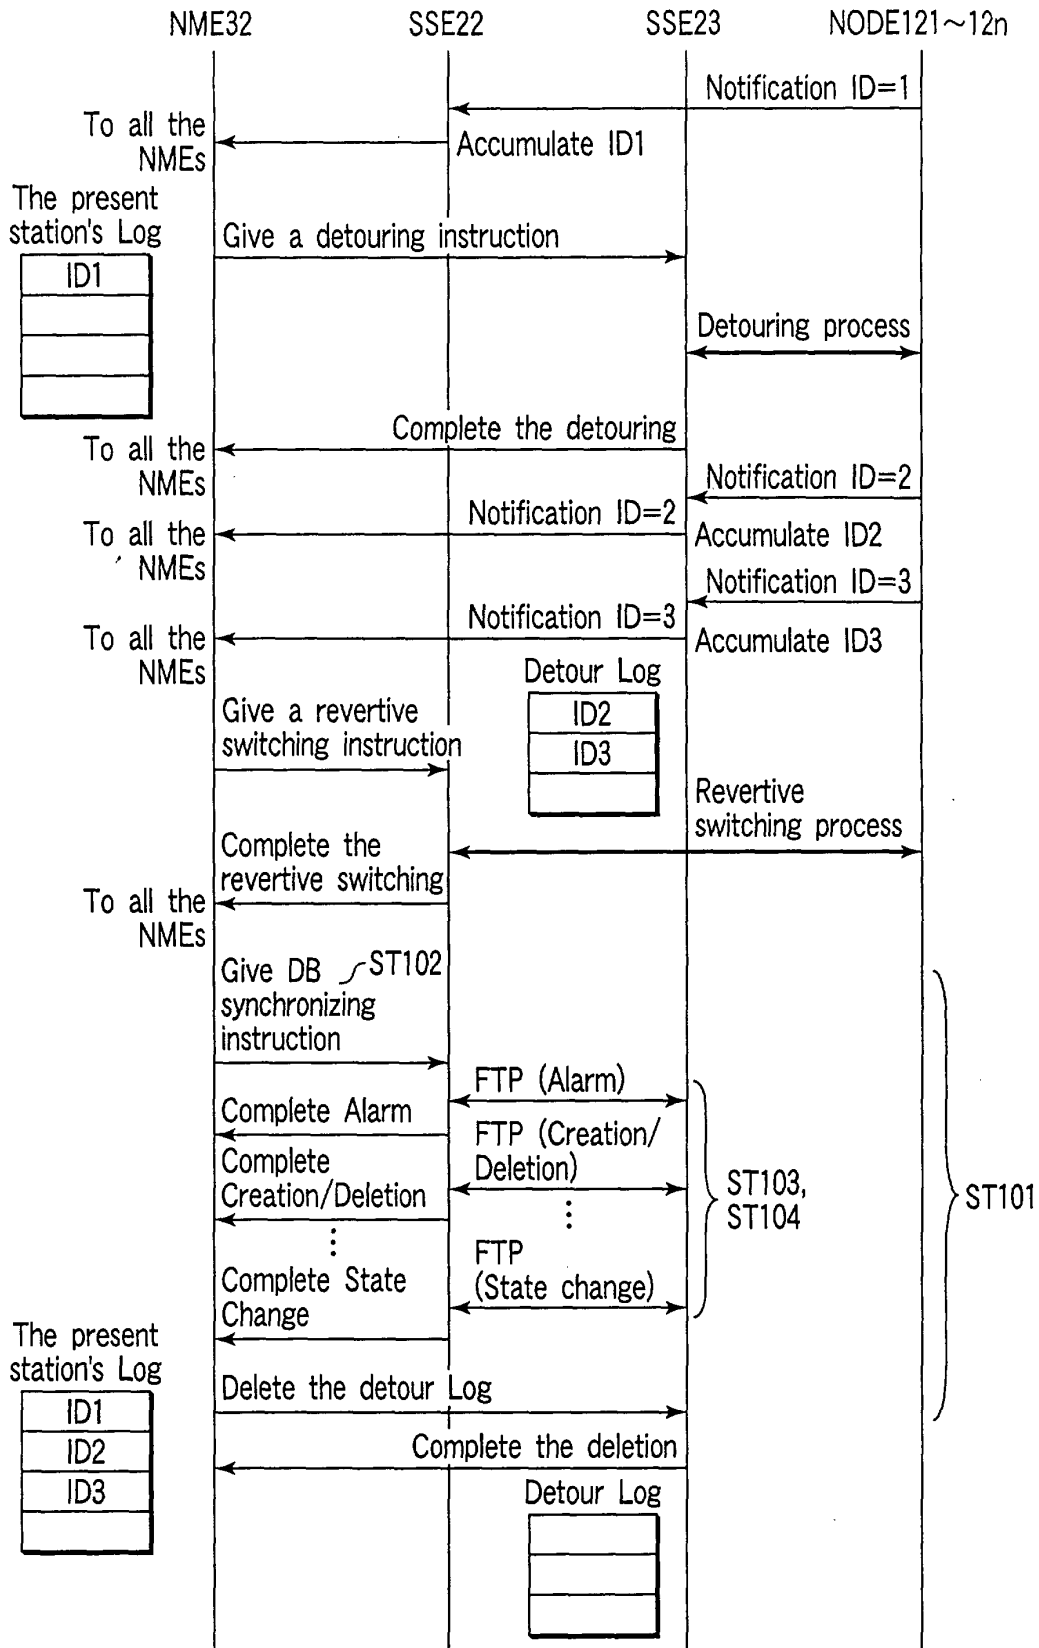 NME32
SSE22
SSE23
NODE121~12n
Notification ID=1
To all the
NMEs
Accumulate ID1
The present
station's Log
ID1
Give a detouring instruction
Detouring process
Complete the detouring
To all the
NMEs
Notification ID=2
Notification ID=2
To all the
NMEs
Accumulate ID2
Notification ID=3
Notification ID=3
To all the
NMEs
Accumulate ID3
Detour Log
ID2
ID3
Give a revertive
switching instruction
Revertive
switching process
Complete the
revertive switching
To all the
NMEs
Give DB
synchronizing
instruction
ST102
FTP (Alarm)
Complete Alarm
FTP (Creation/
Deletion)
Complete
Creation/Deletion
⋮
⋮
FTP
(State change)
Complete State
Change
ST103,
ST104
ST101
The present
station's Log
ID1
ID2
ID3
Delete the detour Log
Complete the deletion
Detour Log